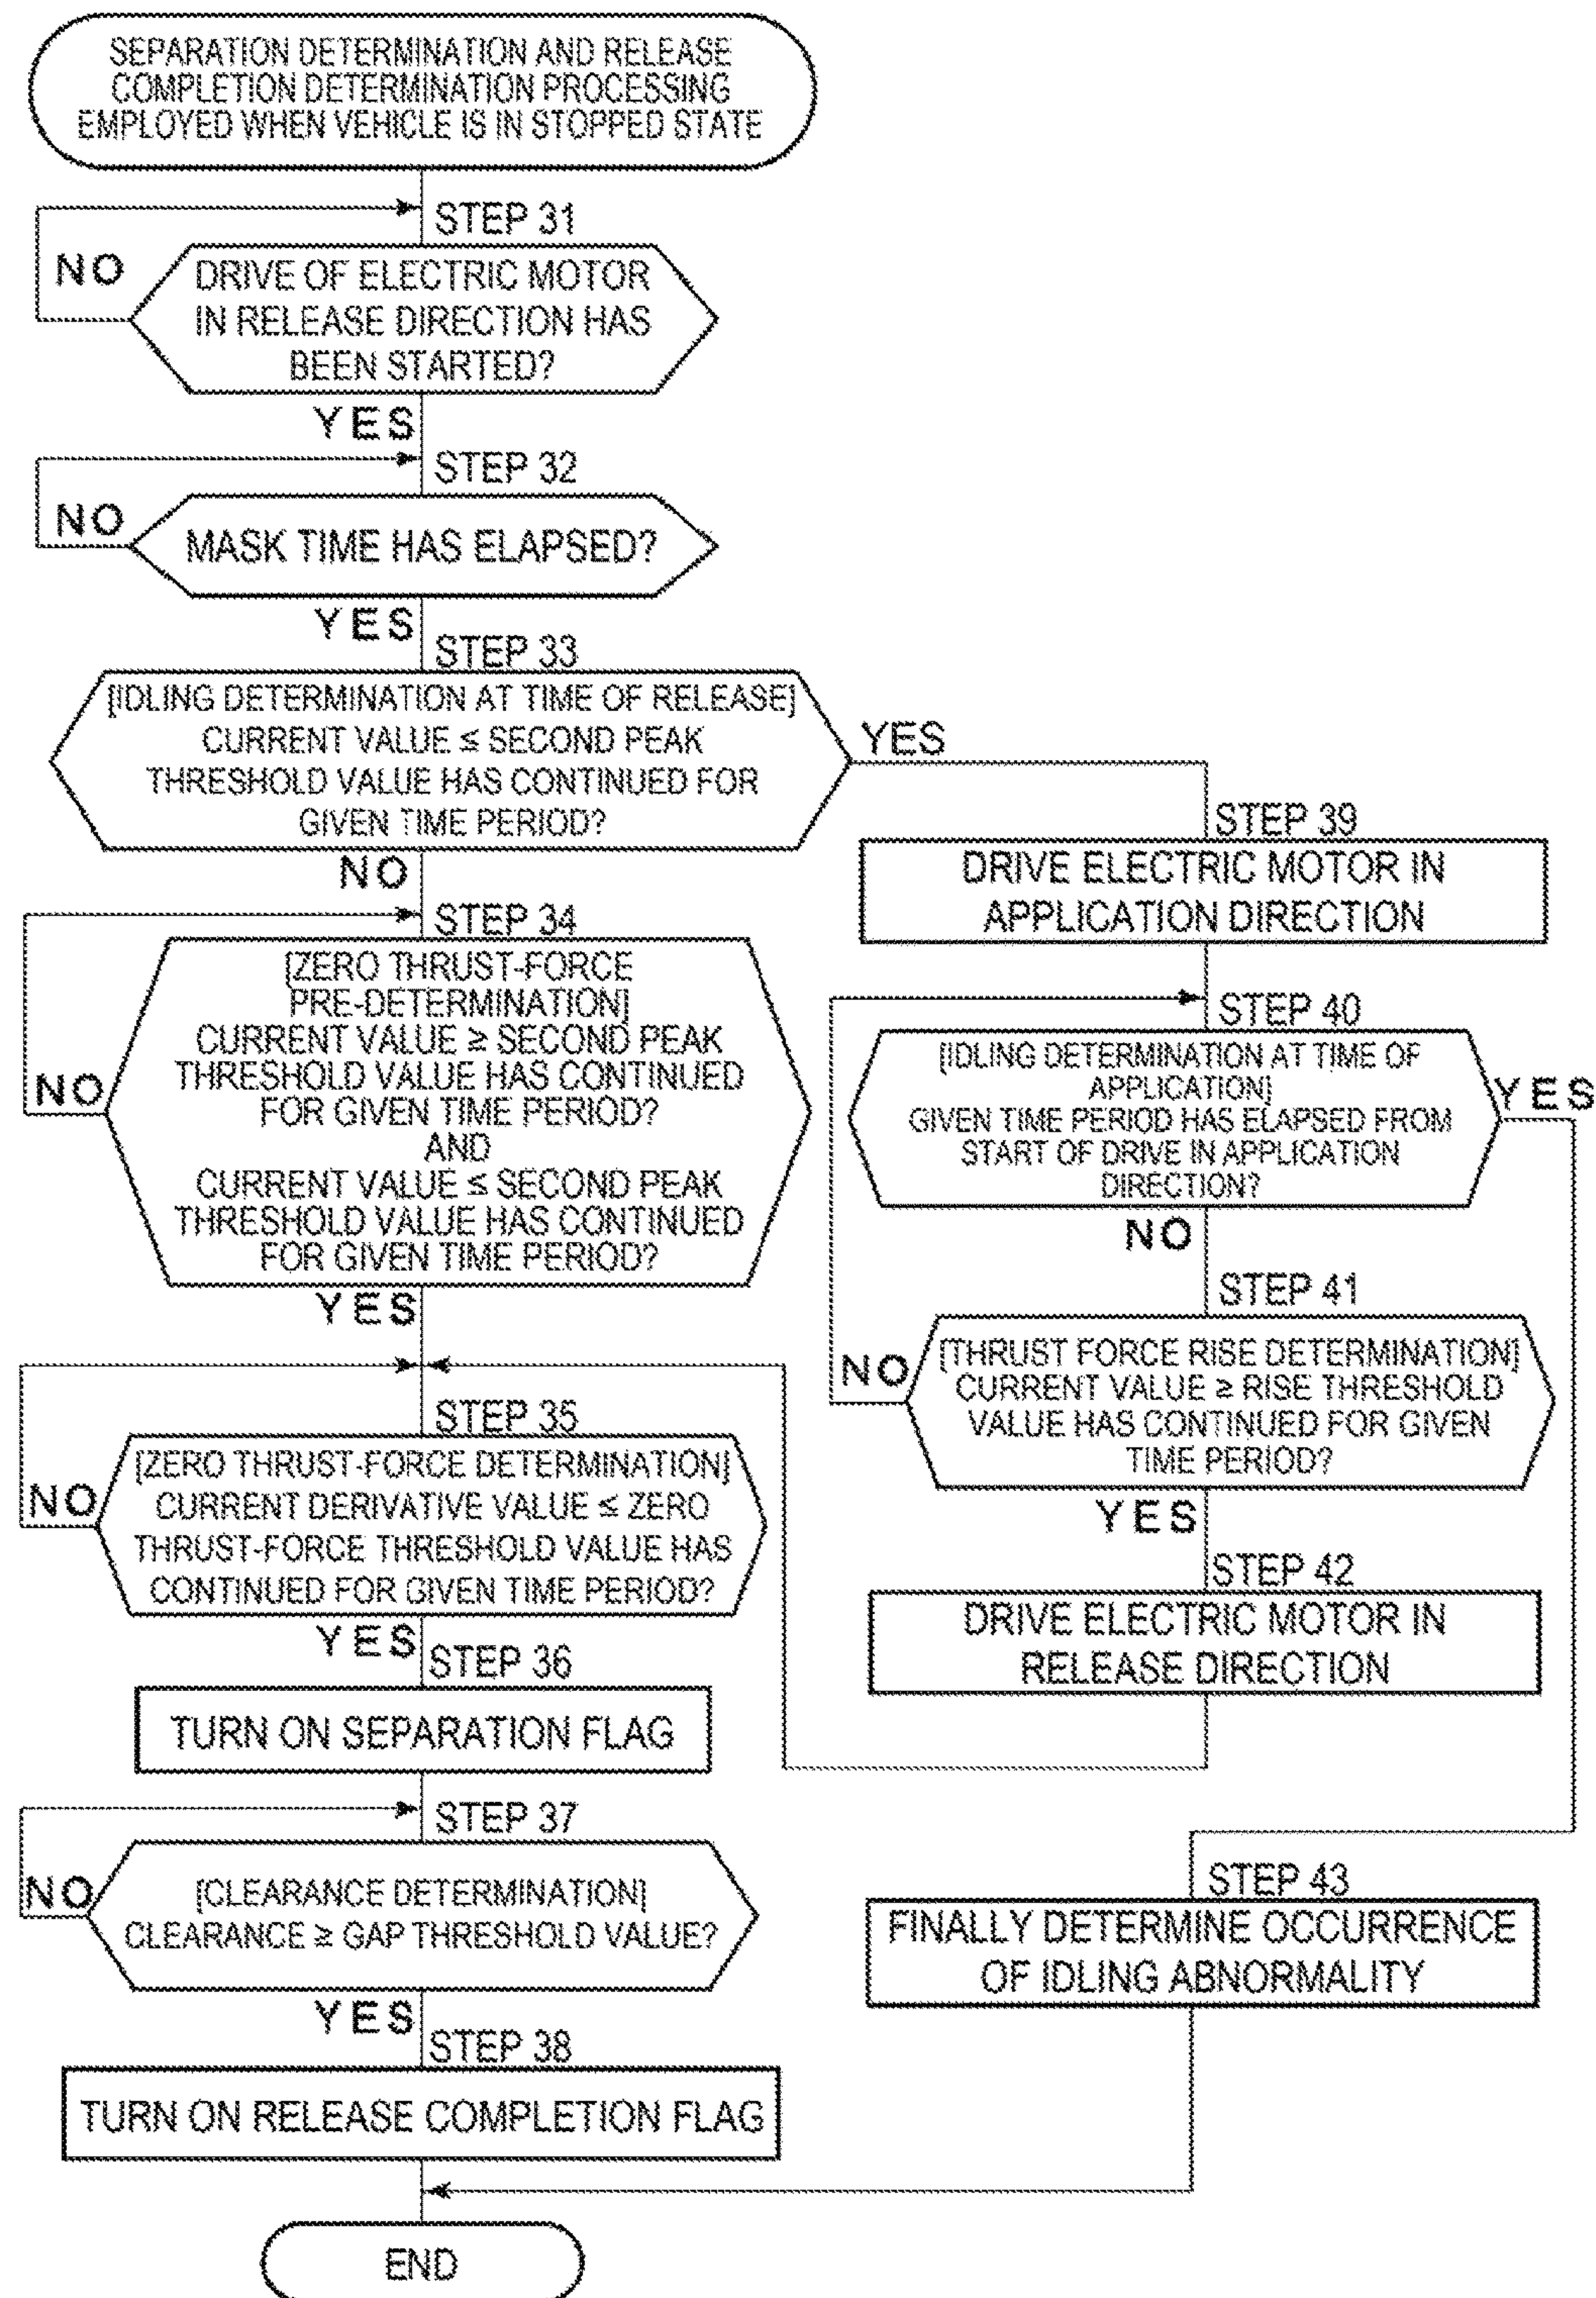 SEPARATION DETERMINATION AND RELEASE
COMPLETION DETERMINATION PROCESSING
EMPLOYED WHEN VEHICLE IS IN STOPPED STATE
STEP 31
NO
DRIVE OF ELECTRIC MOTOR
IN RELEASE DIRECTION HAS
BEEN STARTED?
YES
STEP 32
NO
MASK TIME HAS ELAPSED?
YES
STEP 33
[IDLING DETERMINATION AT TIME OF RELEASE]
CURRENT VALUE ≤ SECOND PEAK
THRESHOLD VALUE HAS CONTINUED FOR
GIVEN TIME PERIOD?
YES
NO
STEP 34
[ZERO THRUST-FORCE
PRE-DETERMINATION]
CURRENT VALUE ≥ SECOND PEAK
THRESHOLD VALUE HAS CONTINUED
FOR GIVEN TIME PERIOD?
AND
CURRENT VALUE ≤ SECOND PEAK
THRESHOLD VALUE HAS CONTINUED
FOR GIVEN TIME PERIOD?
NO
YES
STEP 35
[ZERO THRUST-FORCE DETERMINATION]
CURRENT DERIVATIVE VALUE ≤ ZERO
THRUST-FORCE THRESHOLD VALUE HAS
CONTINUED FOR GIVEN TIME PERIOD?
NO
YES
STEP 36
TURN ON SEPARATION FLAG
STEP 37
NO
[CLEARANCE DETERMINATION]
CLEARANCE ≥ GAP THRESHOLD VALUE?
YES
STEP 38
TURN ON RELEASE COMPLETION FLAG
END
STEP 39
DRIVE ELECTRIC MOTOR IN
APPLICATION DIRECTION
STEP 40
[IDLING DETERMINATION AT TIME OF
APPLICATION]
GIVEN TIME PERIOD HAS ELAPSED FROM
START OF DRIVE IN APPLICATION
DIRECTION?
YES
NO
STEP 41
[THRUST FORCE RISE DETERMINATION]
CURRENT VALUE ≥ RISE THRESHOLD
VALUE HAS CONTINUED FOR GIVEN
TIME PERIOD?
NO
YES
STEP 42
DRIVE ELECTRIC MOTOR IN
RELEASE DIRECTION
STEP 43
FINALLY DETERMINE OCCURRENCE
OF IDLING ABNORMALITY